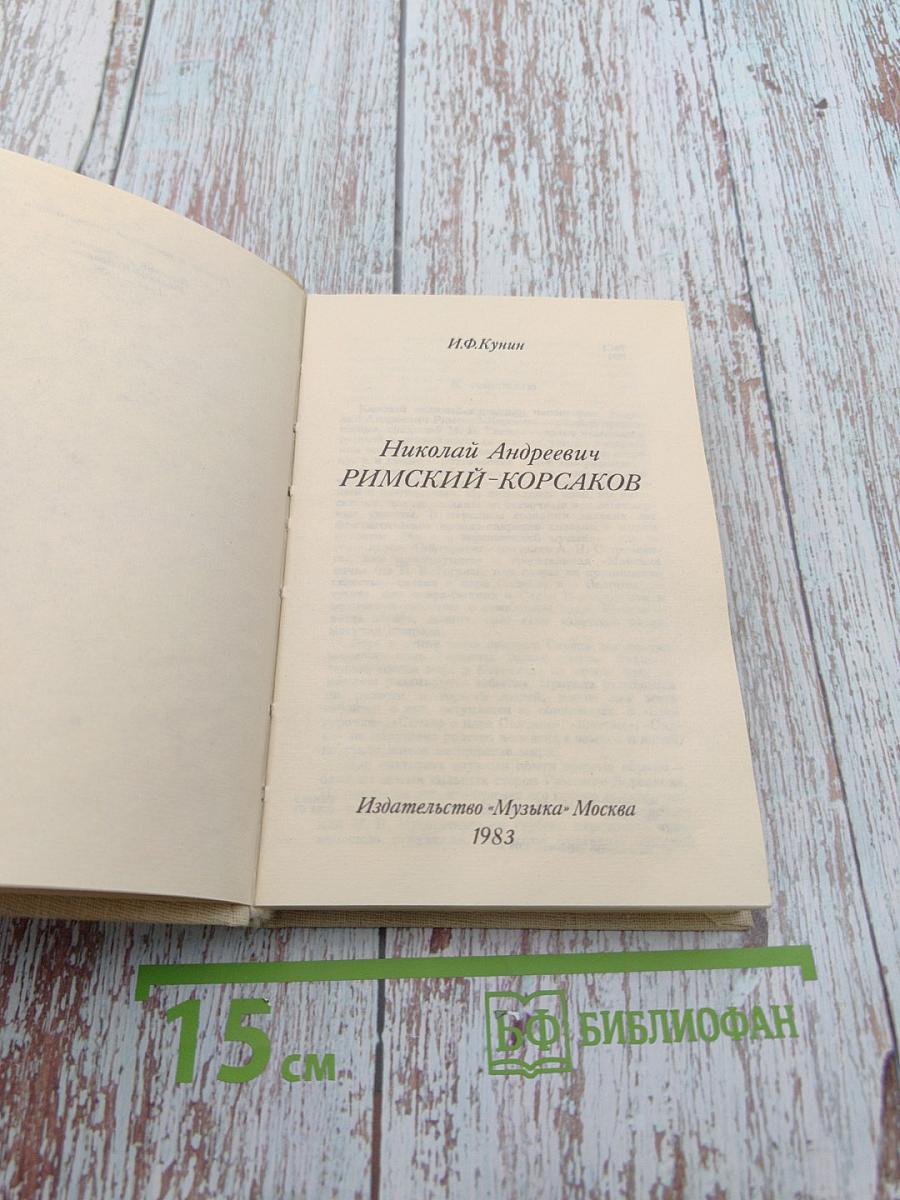 И.Ф.Кунин
Николай Андреевич
РИМСКИЙ-КОРСАКОВ
Издательство «Музыка» Москва
1983
15 см
БФ БИБЛИОФАН